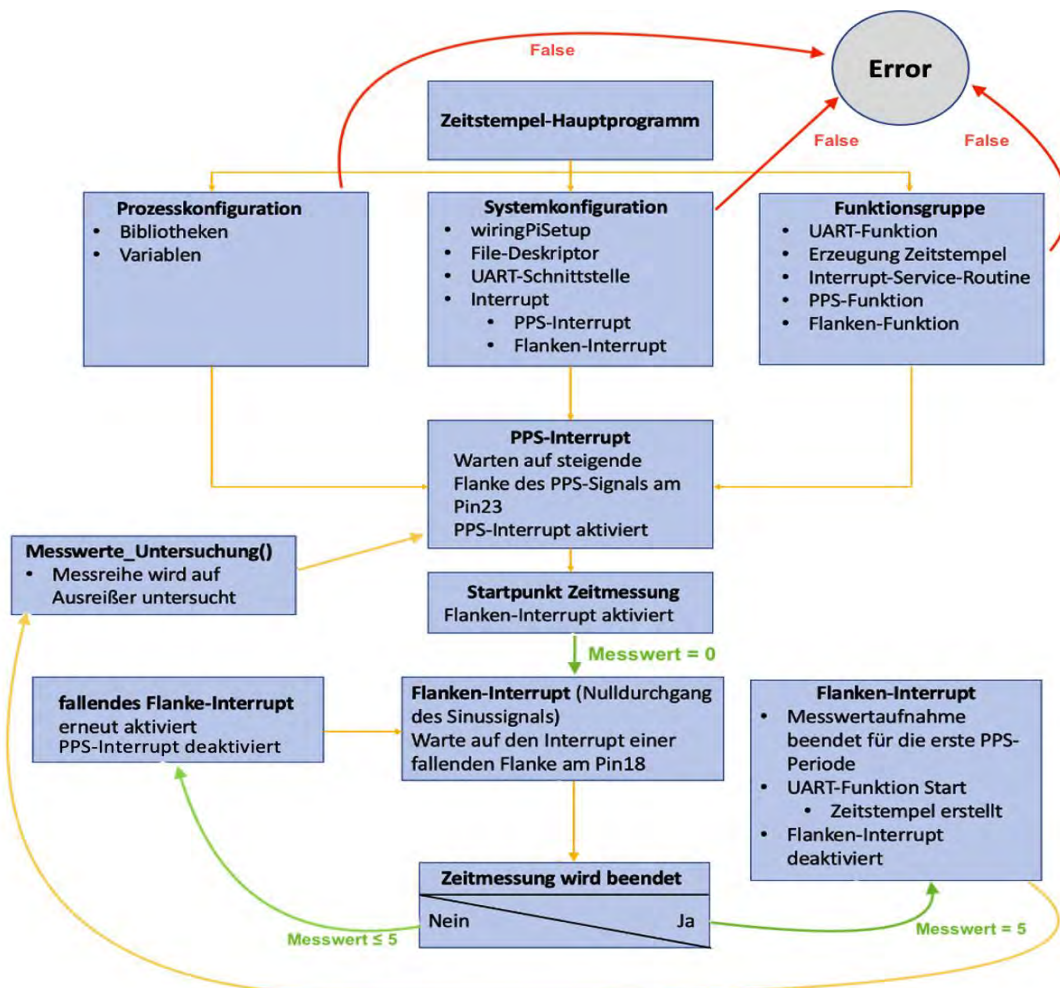 False
Error
Zeitstempel-Hauptprogramm
False
False
Prozesskonfiguration
• Bibliotheken
• Variablen
Systemkonfiguration
• wiringPiSetup
• File-Deskriptor
• UART-Schnittstelle
• Interrupt
• PPS-Interrupt
• Flanken-Interrupt
Funktionsgruppe
• UART-Funktion
• Erzeugung Zeitstempel
• Interrupt-Service-Routine
• PPS-Funktion
• Flanken-Funktion
PPS-Interrupt
Warten auf steigende
Flanke des PPS-Signals am
Pin23
PPS-Interrupt aktiviert
Messwerte_Untersuchung()
• Messreihe wird auf
Ausreißer untersucht
Startpunkt Zeitmessung
Flanken-Interrupt aktiviert
Messwert = 0
fallendes Flanke-Interrupt
erneut aktiviert
PPS-Interrupt deaktiviert
Flanken-Interrupt (Nulldurchgang
des Sinussignals)
Warte auf den Interrupt einer
fallenden Flanke am Pin18
Flanken-Interrupt
• Messwertaufnahme
beendet für die erste PPS-
Periode
• UART-Funktion Start
• Zeitstempel erstellt
• Flanken-Interrupt
deaktiviert
Zeitmessung wird beendet
Nein
Ja
Messwert ≤ 5
Messwert = 5